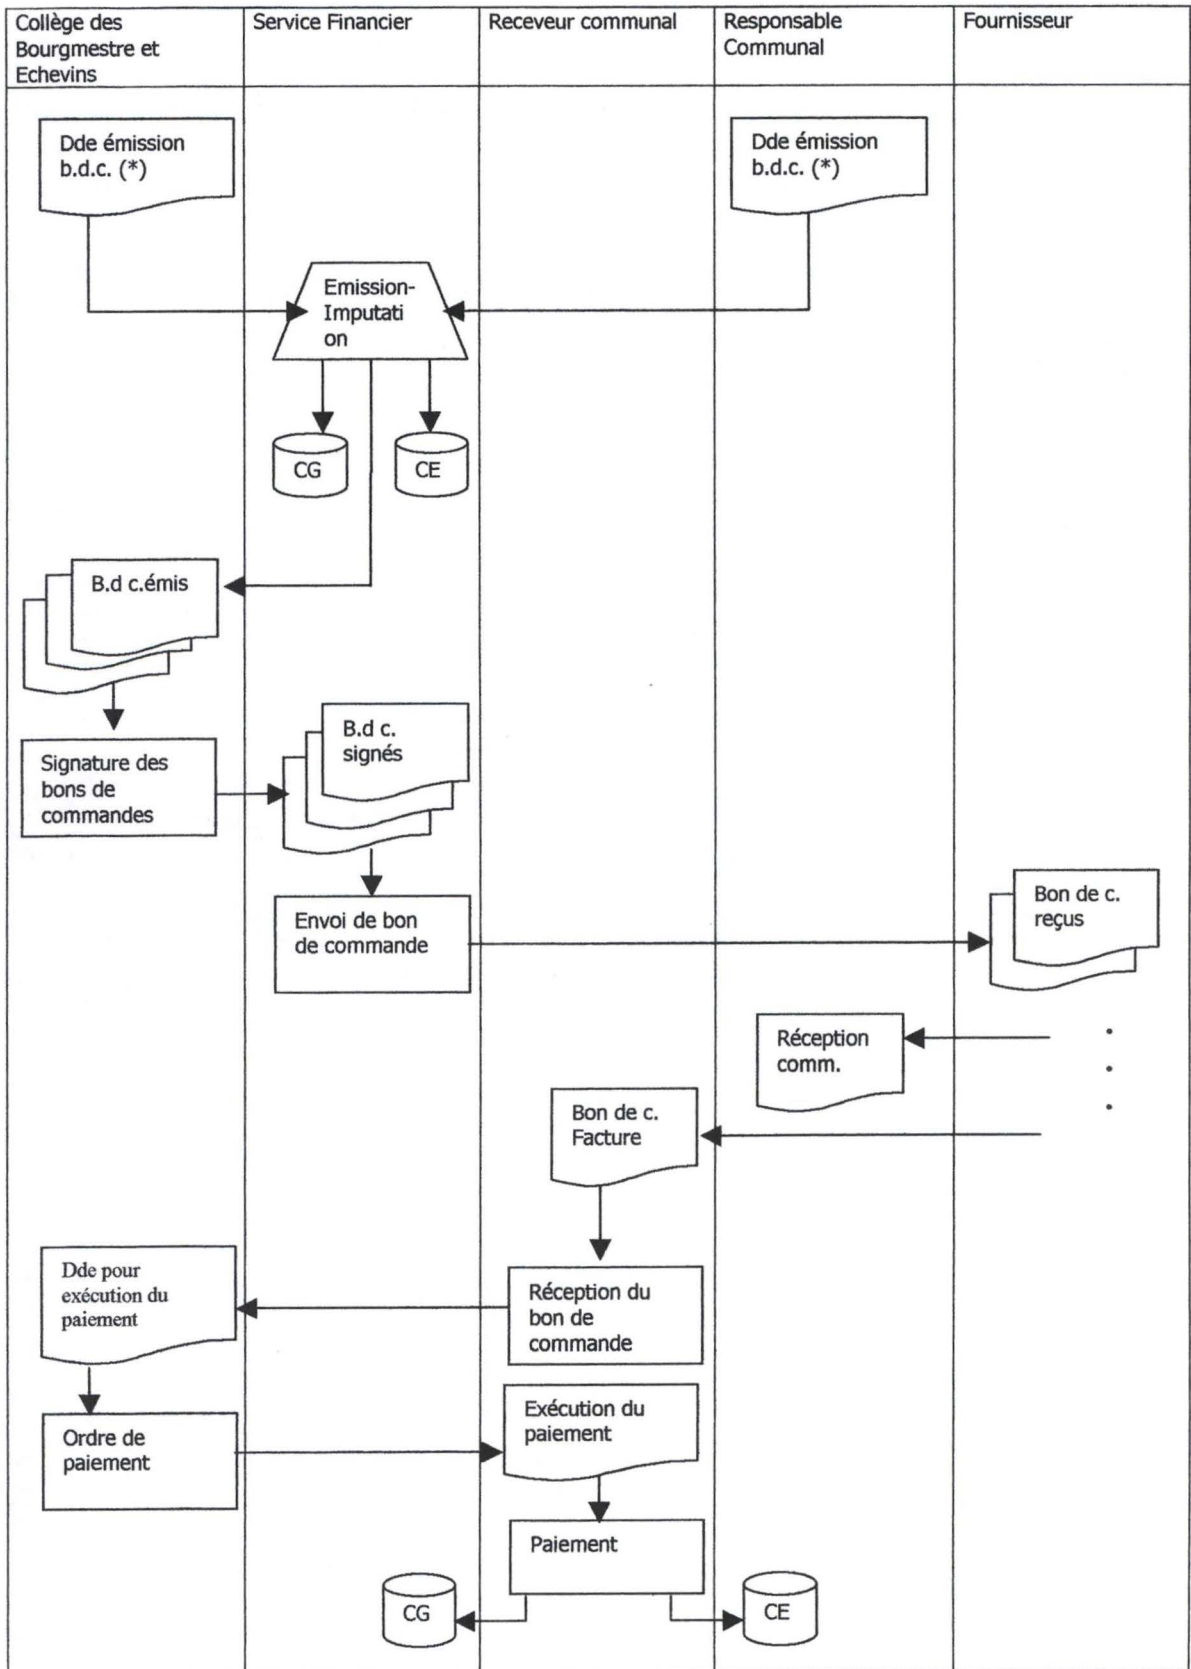 Collège des
Bourgmestre et
Echevins
Service Financier
Receveur communal
Responsable
Communal
Fournisseur
Dde émission
b.d.c. (*)
Dde émission
b.d.c. (*)
Emission-
Imputati
on
CG
CE
B.d c.émis
B.d c.
signés
Signature des
bons de
commandes
Envoi de bon
de commande
Bon de c.
reçus
Réception
comm.
Bon de c.
Facture
Dde pour
exécution du
paiement
Réception du
bon de
commande
Ordre de
paiement
Exécution du
paiement
Paiement
CG
CE